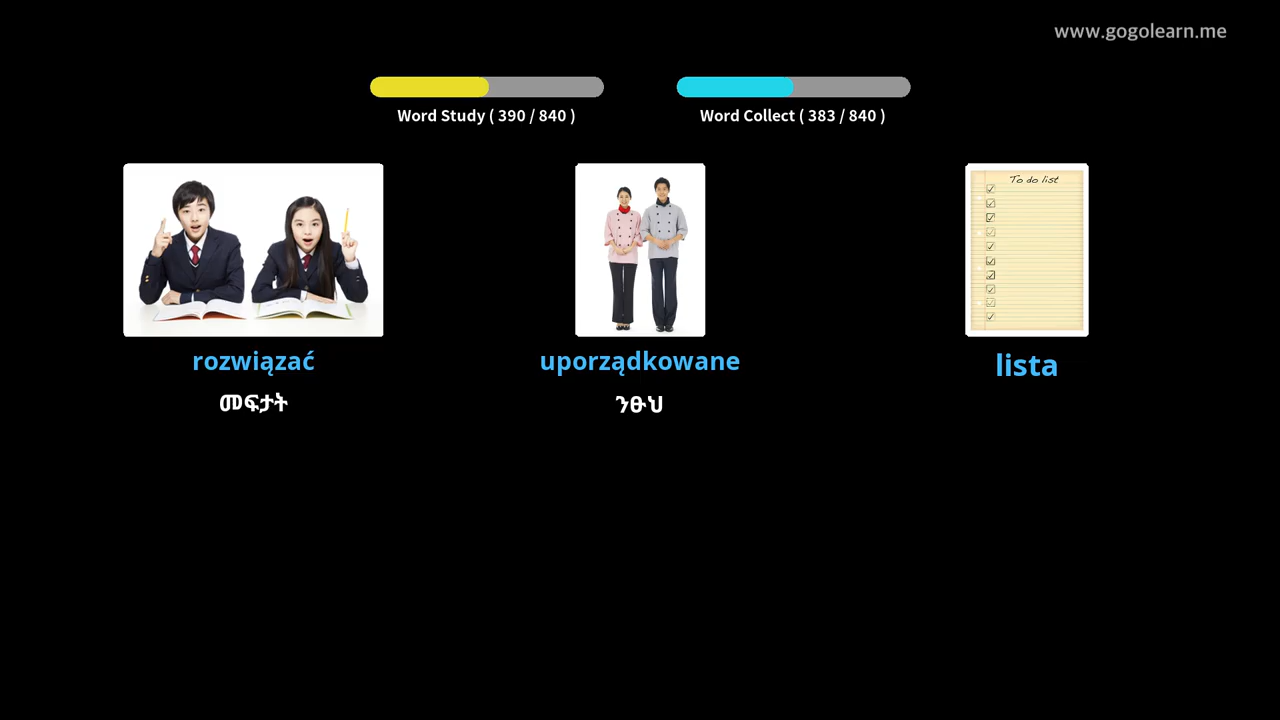 www.gogolearn.me
Word Study ( 390 / 840 )
Word Collect ( 383 / 840 )
To do list
rozwiązać
መፍታት
uporządkowane
ንፁህ
lista